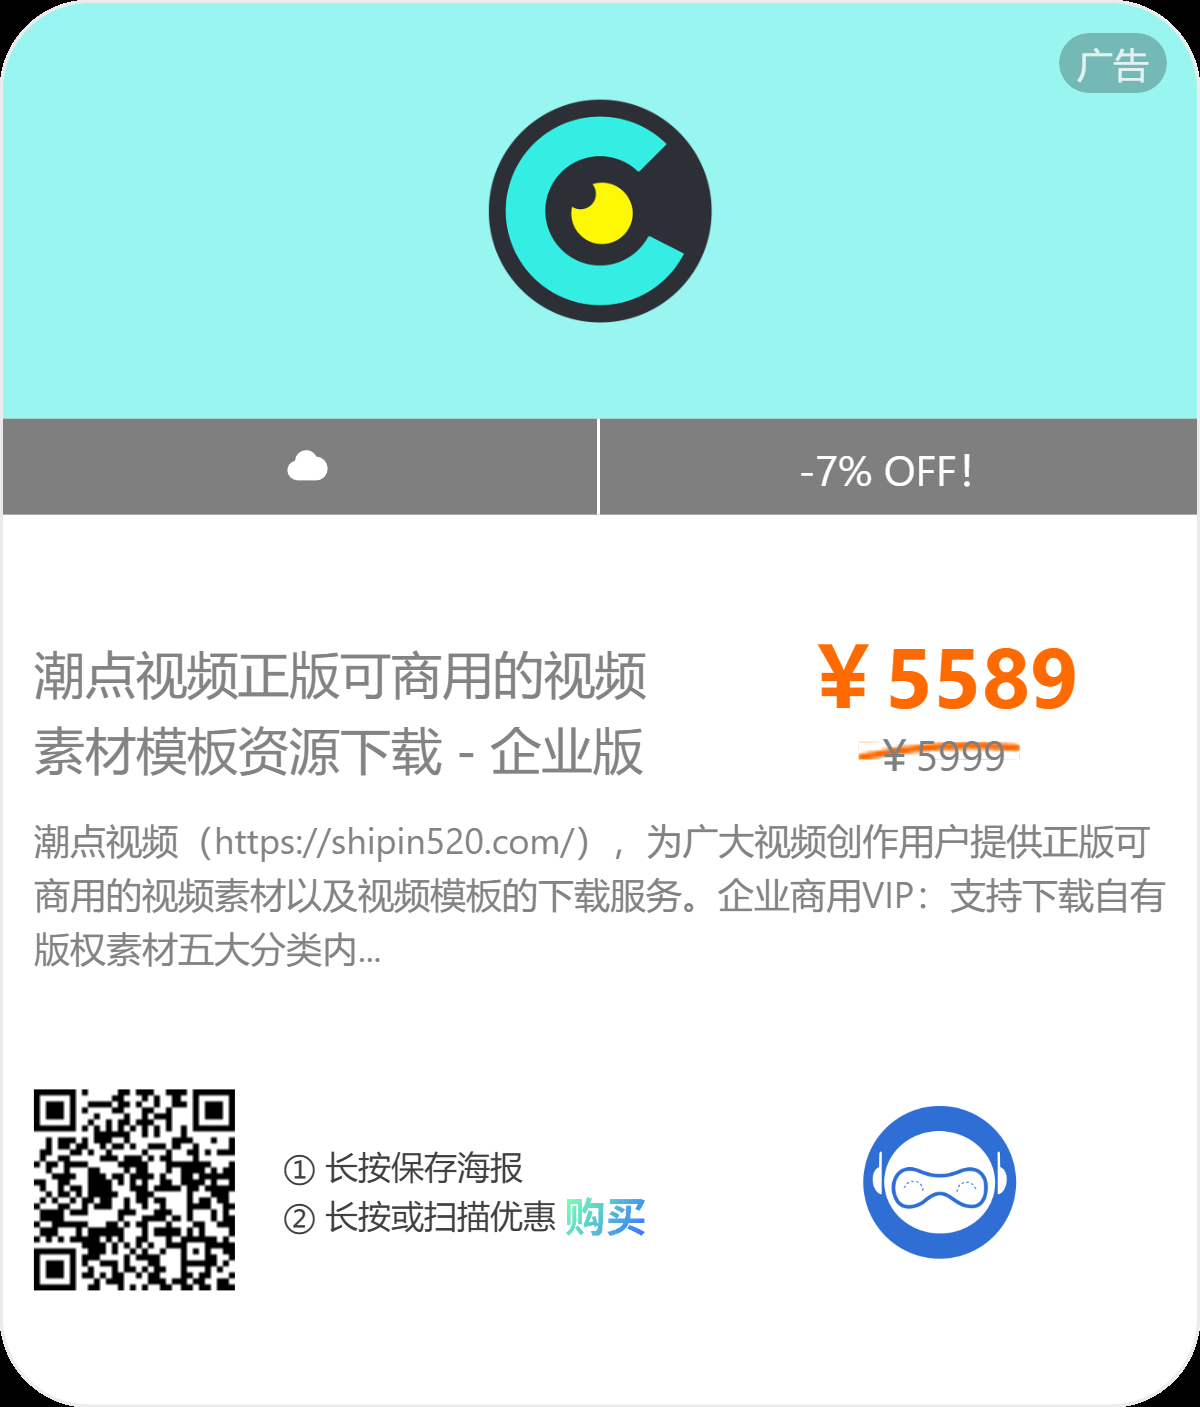 广告
-7% OFF!
潮点视频正版可商用的视频
素材模板资源下载 - 企业版
¥5589
¥5999
潮点视频（https://shipin520.com/），为广大视频创作用户提供正版可
商用的视频素材以及视频模板的下载服务。企业商用VIP：支持下载自有
版权素材五大分类内...
① 长按保存海报
② 长按或扫描优惠 购买